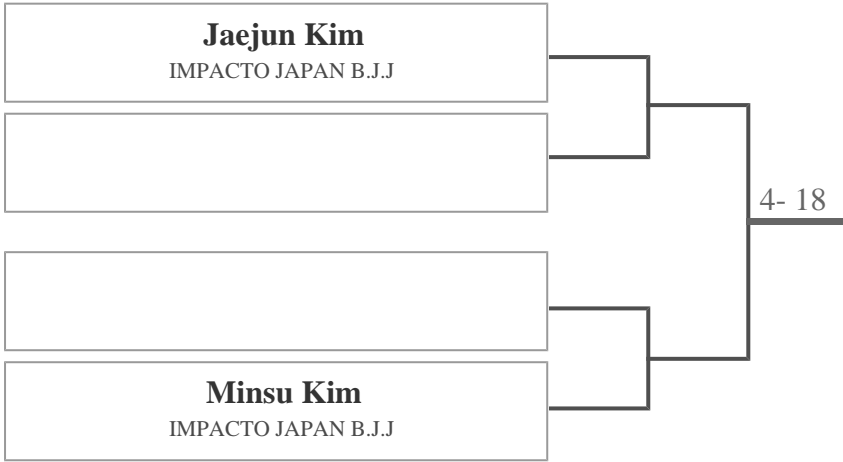 Jaejun Kim
IMPACTO JAPAN B.J.J
4- 18
Minsu Kim
IMPACTO JAPAN B.J.J